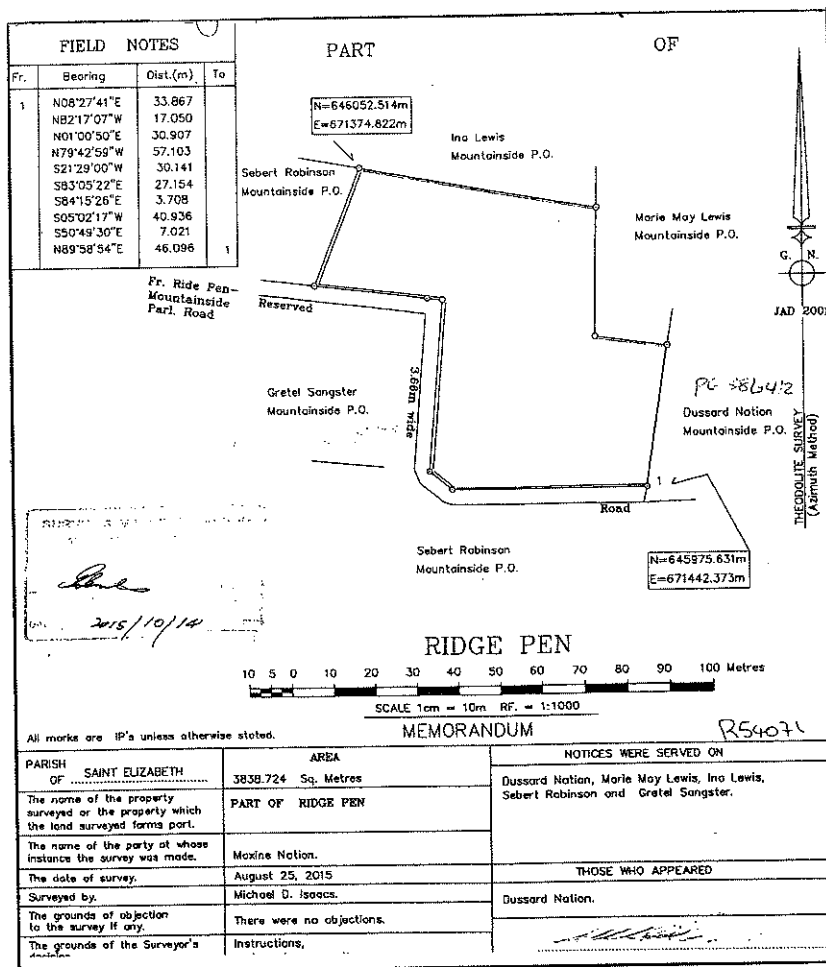 FIELD NOTES
Fr. Bearing Dist.(m) To
1 N08°27'41"E 33.867
N82°17'07"W 17.050
N01°00'50"E 30.907
N79°42'59"W 57.103
S21°29'00"W 30.141
S83°05'22"E 27.154
S84°15'26"E 3.708
S05°02'17"W 40.936
S50°49'30"E 7.021
N89°58'54"E 46.096 1
PART OF
N=646052.514m
E=671374.822m
Ina Lewis
Mountainside P.O.
Sebert Robinson
Mountainside P.O.
Marie May Lewis
Mountainside P.O.
G. N.
JAD 2001
Fr. Ride Pen-
Mountainside
Parl. Road
Reserved
3.66m wide
Gretel Sangster
Mountainside P.O.
Dussard Nation
Mountainside P.O.
THEODOLITE SURVEY
(Azimuth Method)
1
Road
Sebert Robinson
Mountainside P.O.
N=645975.631m
E=671442.373m
2015/10/14
RIDGE PEN
10 5 0 10 20 30 40 50 60 70 80 90 100 Metres
SCALE 1cm = 10m RF. = 1:1000
All marks are IP's unless otherwise stated.
MEMORANDUM
R54071
PARISH
OF SAINT ELIZABETH
AREA
3838.724 Sq. Metres
NOTICES WERE SERVED ON
Dussard Nation, Marie May Lewis, Ina Lewis,
Sebert Robinson and Gretel Sangster.
The name of the property
surveyed or the property which
the land surveyed forms part.
PART OF RIDGE PEN
The name of the party at whose
instance the survey was made.
Maxine Nation.
The date of survey.
August 25, 2015
THOSE WHO APPEARED
Surveyed by.
Michael D. Isaacs.
Dussard Nation.
The grounds of objection
to the survey if any.
There were no objections.
The grounds of the Surveyor's
decision
Instructions,